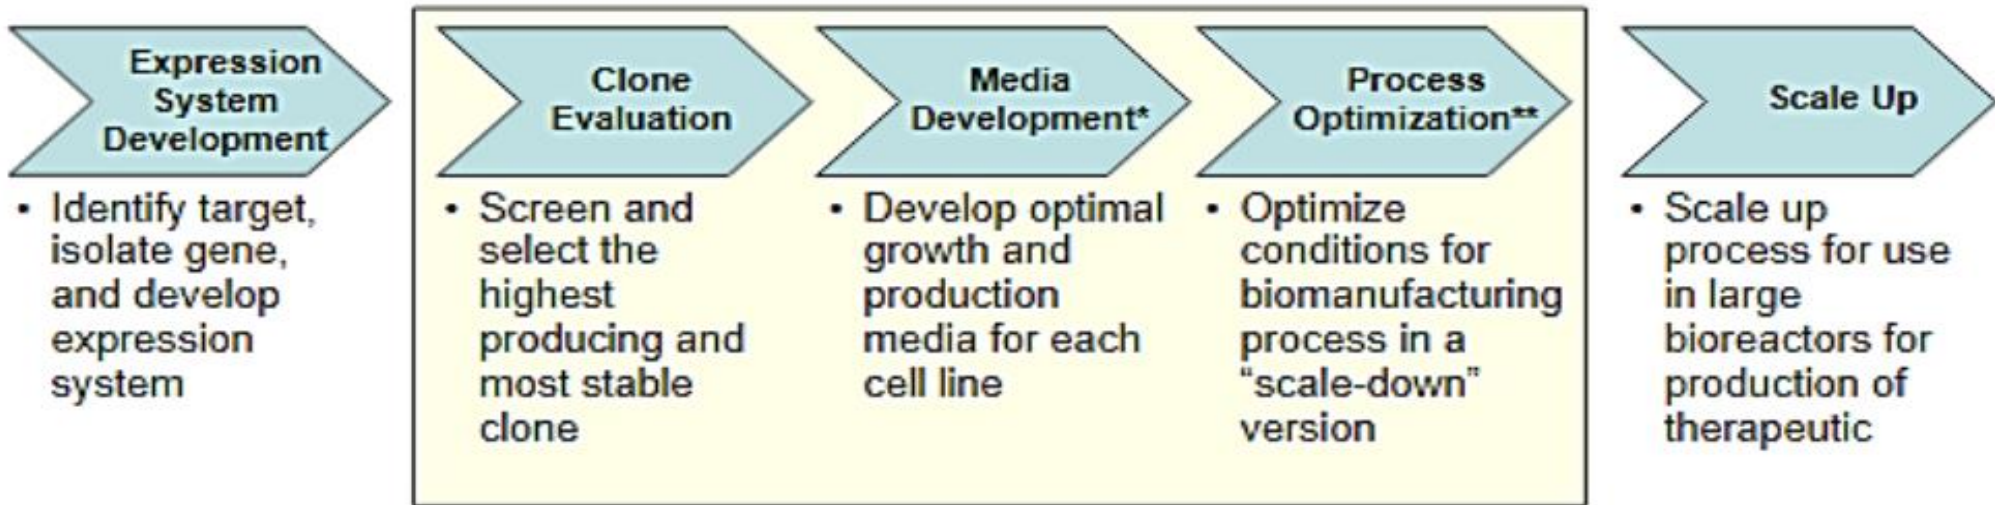 Expression
System
Development
Clone
Evaluation
Media
Development*
Process
Optimization**
Scale Up
• Identify target,
isolate gene,
and develop
expression
system
• Screen and
select the
highest
producing and
most stable
clone
• Develop optimal
growth and
production
media for each
cell line
• Optimize
conditions for
biomanufacturing
process in a
“scale-down”
version
• Scale up
process for use
in large
bioreactors for
production of
therapeutic